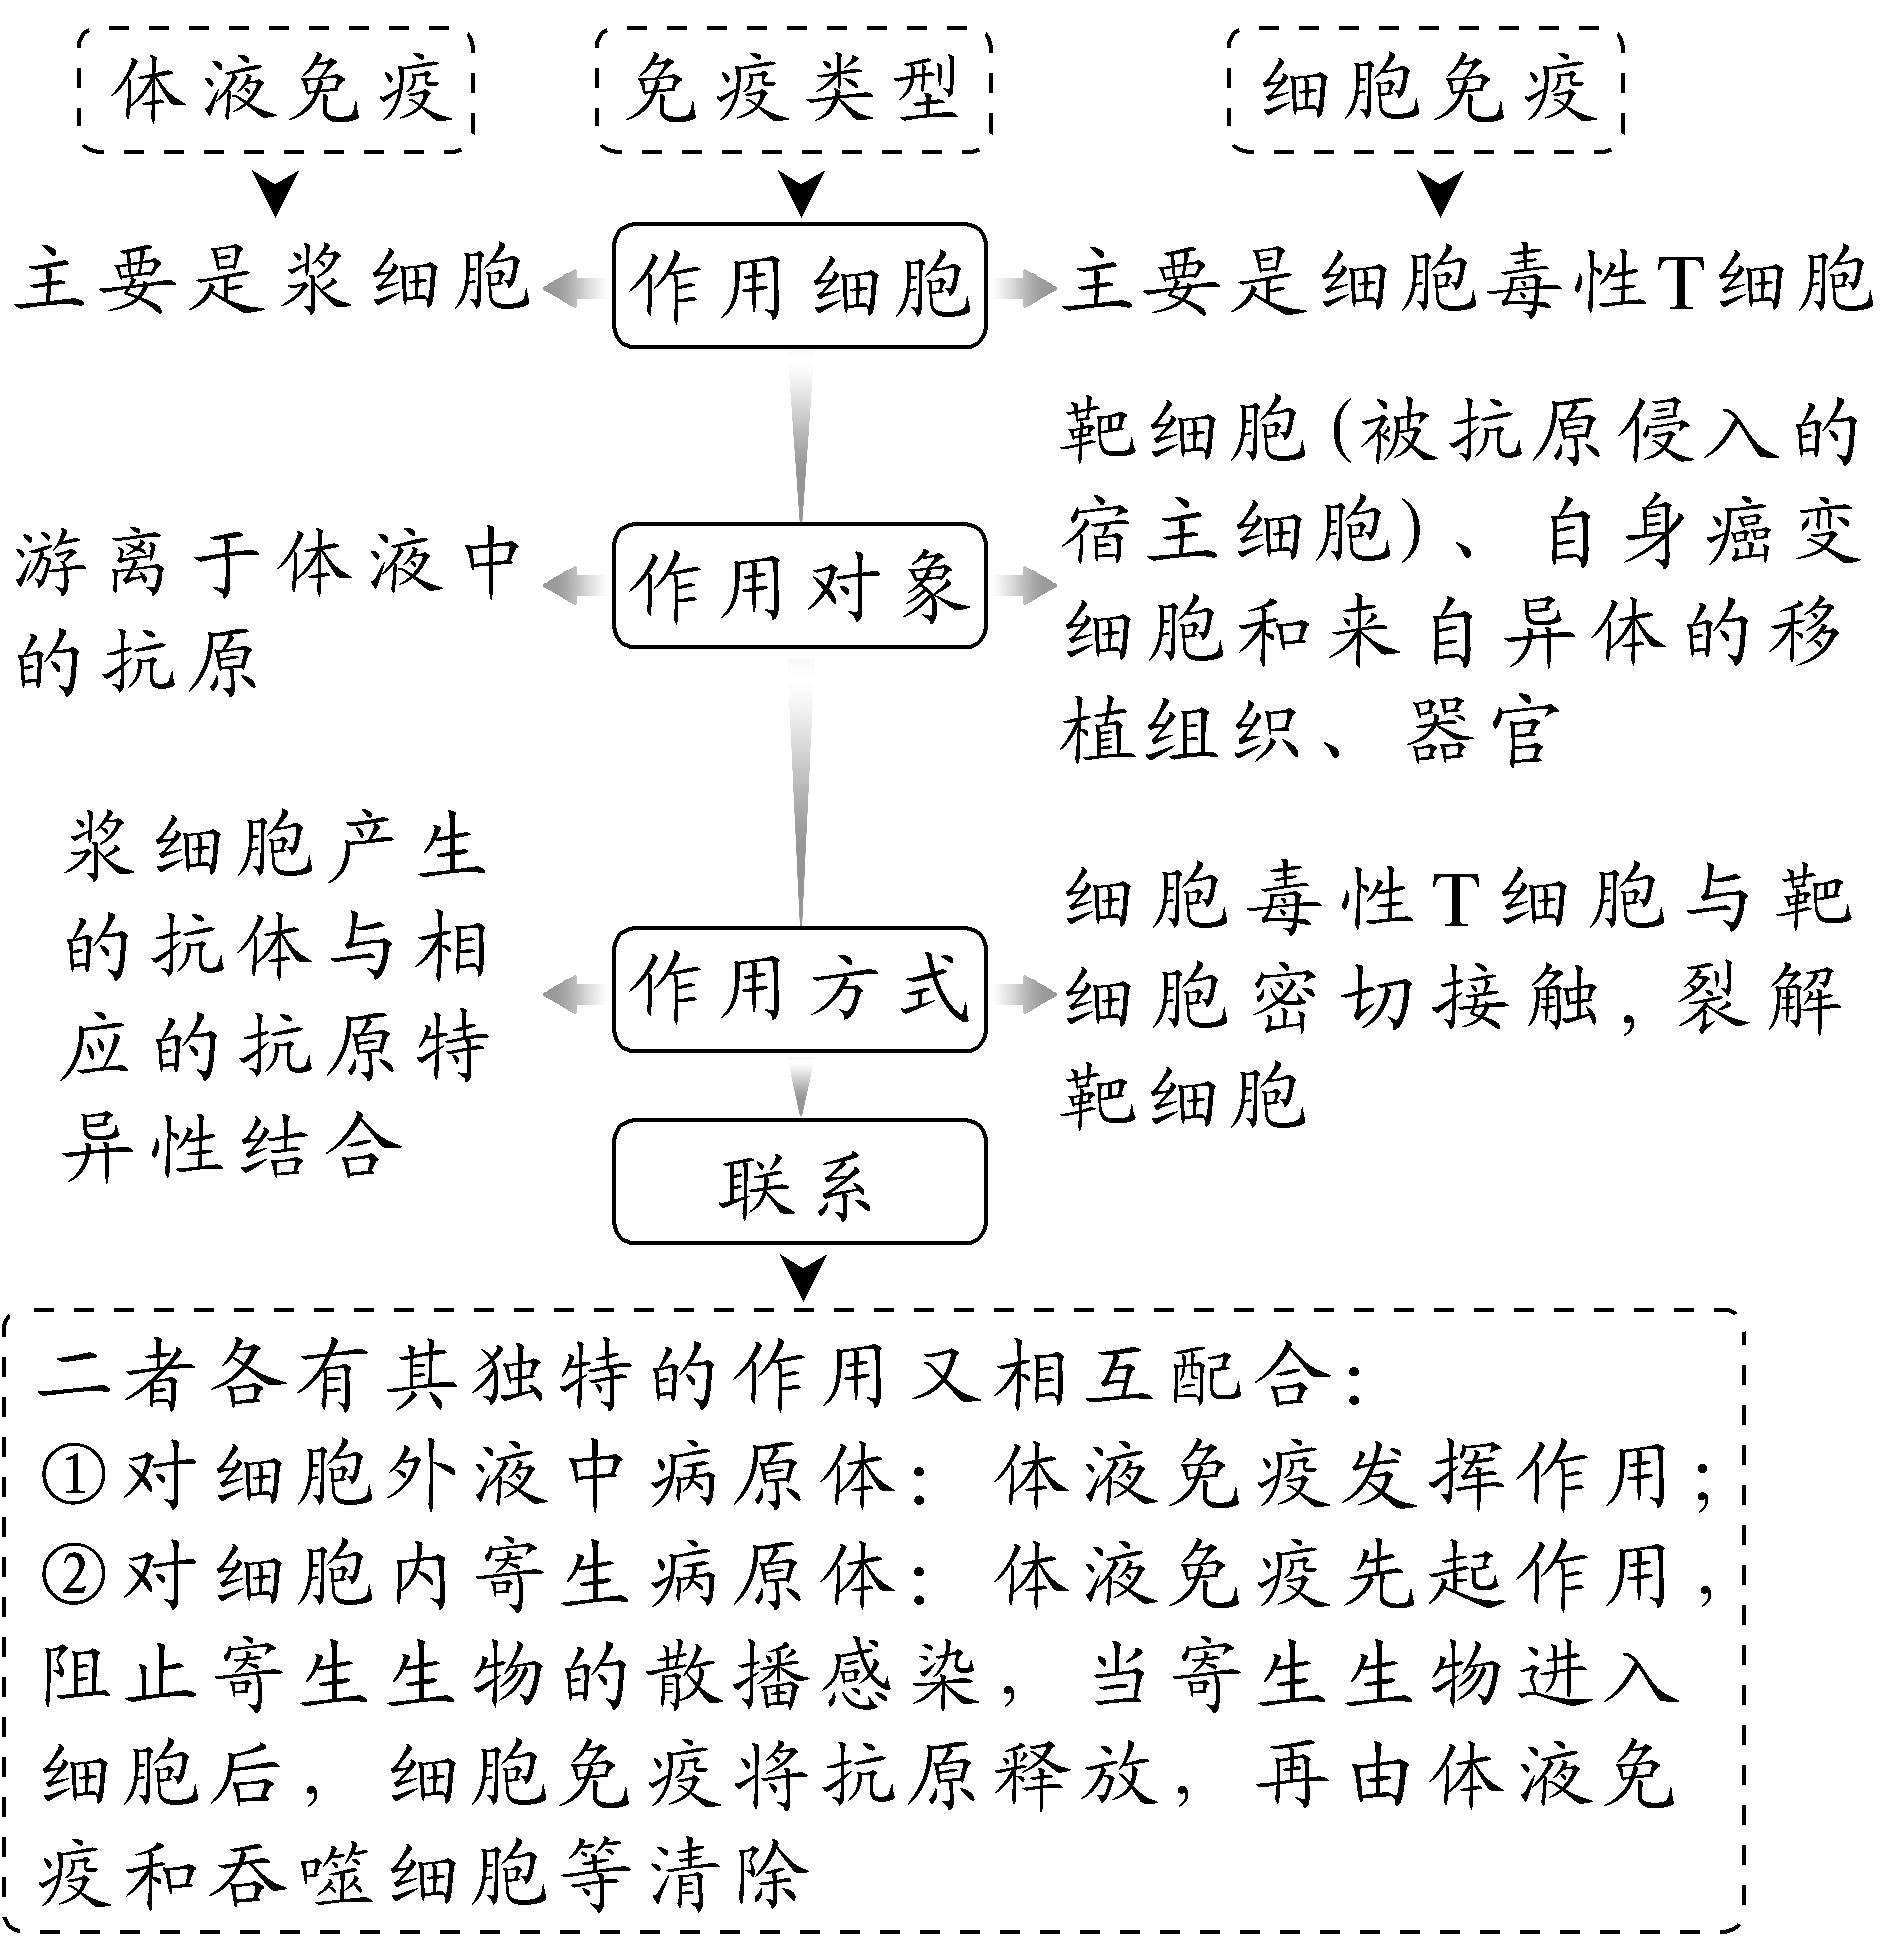 体液免疫
免疫类型
细胞免疫
主要是浆细胞
作用细胞
主要是细胞毒性T细胞
游离于体液中
的抗原
作用对象
靶细胞(被抗原侵入的
宿主细胞)、自身癌变
细胞和来自异体的移
植组织、器官
浆细胞产生
的抗体与相
应的抗原特
异性结合
作用方式
细胞毒性T细胞与靶
细胞密切接触,裂解
靶细胞
联系
二者各有其独特的作用又相互配合:
①对细胞外液中病原体:体液免疫发挥作用;
②对细胞内寄生病原体:体液免疫先起作用,
阻止寄生生物的散播感染,当寄生生物进入
细胞后,细胞免疫将抗原释放,再由体液免
疫和吞噬细胞等清除